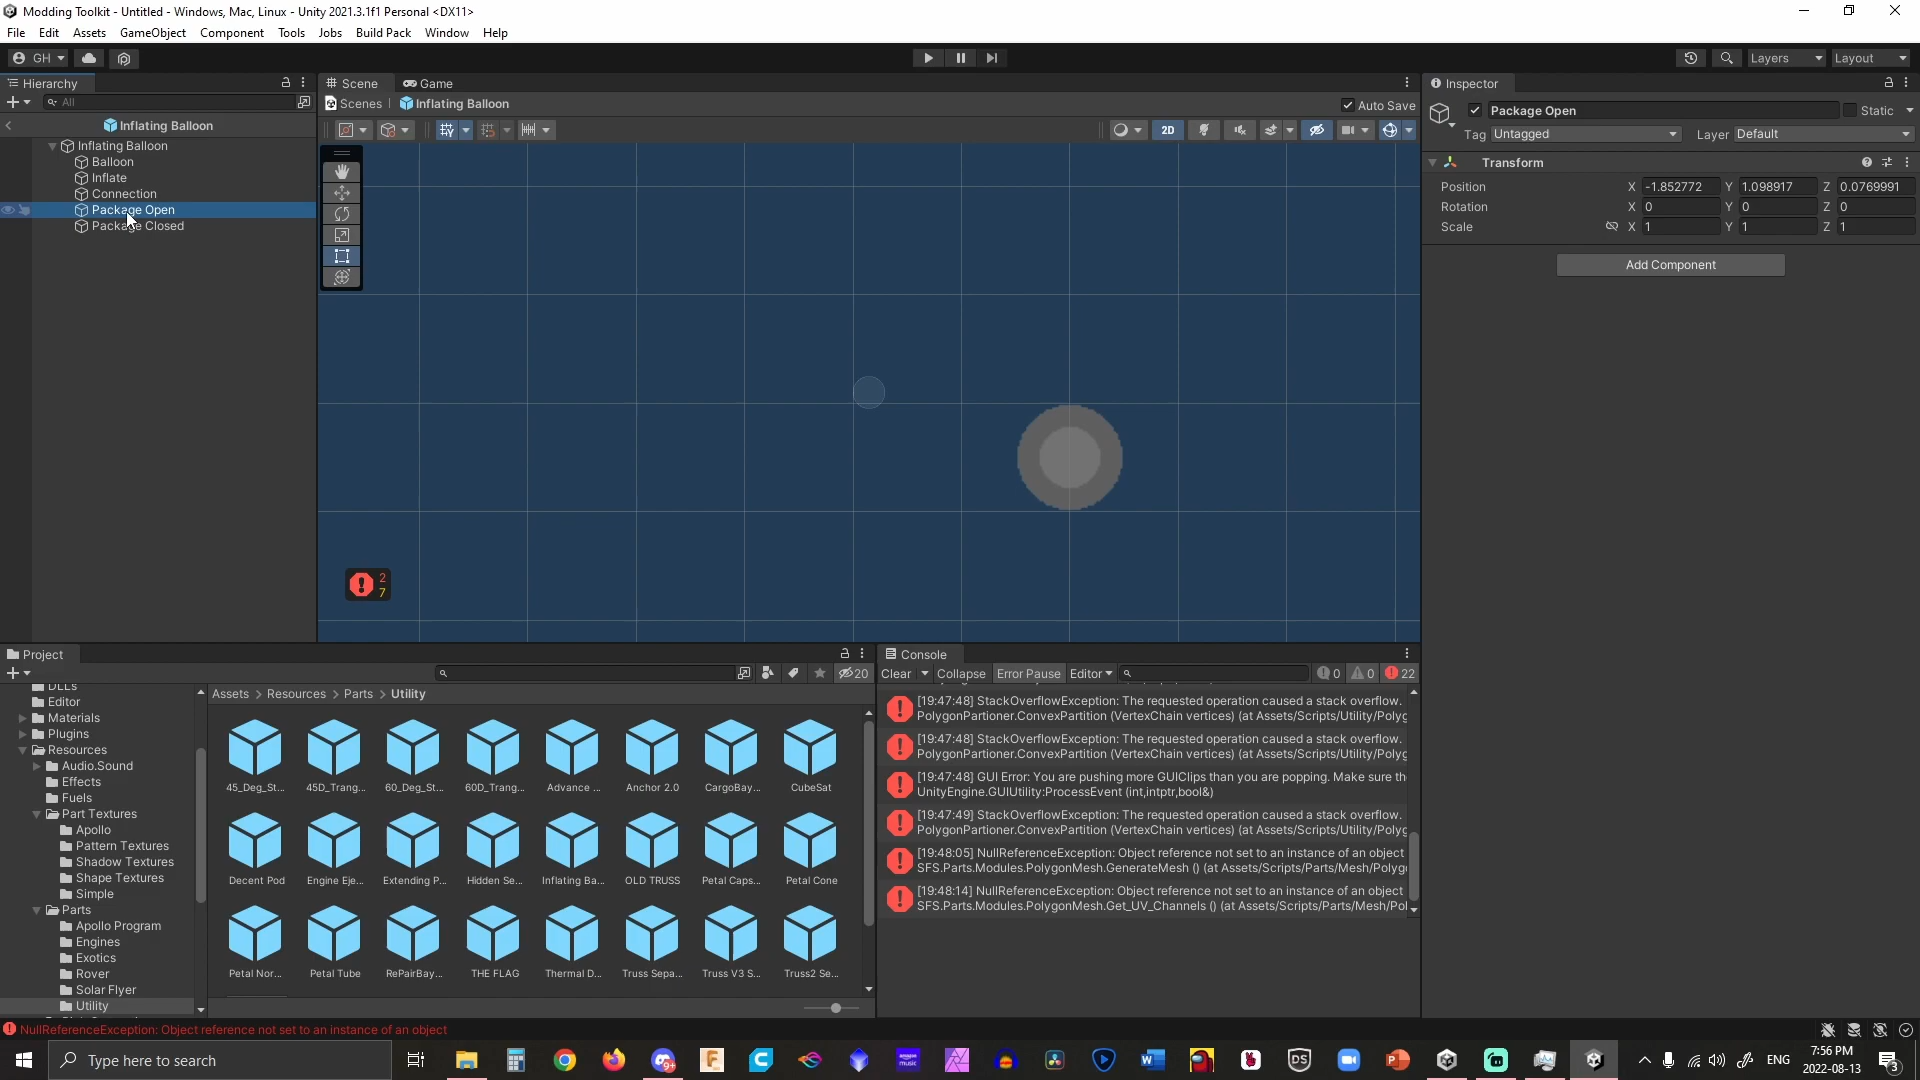 Modding Toolkit - Untitled - Windows, Mac, Linux - Unity 2021.3.1f1 Personal <DX11>
File Edit Assets GameObject Component Tools Jobs Build Pack Window Help
GH Layers Layout
Hierarchy
All
Inflating Balloon
Inflating Balloon
Balloon
Inflate
Connection
Package Open
Package Closed
Scene Game
Scenes Inflating Balloon Auto Save
2D
2
7
Inspector
Package Open Static
Tag Untagged Layer Default
Transform
Position X -1.852772 Y 1.098917 Z 0.0769991
Rotation X 0 Y 0 Z 0
Scale X 1 Y 1 Z 1
Add Component
Project
20
DLLs
Editor
Materials
Plugins
Resources
Audio.Sound
Effects
Fuels
Part Textures
Apollo
Pattern Textures
Shadow Textures
Shape Textures
Simple
Parts
Apollo Program
Engines
Exotics
Rover
Solar Flyer
Utility
Assets > Resources > Parts > Utility
45_Deg_St... 45D_Trang... 60_Deg_St... 60D_Trang... Advance ... Anchor 2.0 CargoBay... CubeSat
Decent Pod Engine Eje... Extending P... Hidden Se... Inflating Ba... OLD TRUSS Petal Caps... Petal Cone
Petal Nor... Petal Tube RePairBay... THE FLAG Thermal D... Truss Sepa... Truss V3 S... Truss2 Se...
Console
Clear Collapse Error Pause Editor 0 0 22
[19:47:48] StackOverflowException: The requested operation caused a stack overflow.
PolygonPartioner.ConvexPartition (VertexChain vertices) (at Assets/Scripts/Utility/Polyg
[19:47:48] StackOverflowException: The requested operation caused a stack overflow.
PolygonPartioner.ConvexPartition (VertexChain vertices) (at Assets/Scripts/Utility/Polyg
[19:47:48] GUI Error: You are pushing more GUIClips than you are popping. Make sure th
UnityEngine.GUIUtility:ProcessEvent (int,intptr,bool&)
[19:47:49] StackOverflowException: The requested operation caused a stack overflow.
PolygonPartioner.ConvexPartition (VertexChain vertices) (at Assets/Scripts/Utility/Polyg
[19:48:05] NullReferenceException: Object reference not set to an instance of an object
SFS.Parts.Modules.PolygonMesh.GenerateMesh () (at Assets/Scripts/Parts/Mesh/Polyg
[19:48:14] NullReferenceException: Object reference not set to an instance of an object
SFS.Parts.Modules.PolygonMesh.Get_UV_Channels () (at Assets/Scripts/Parts/Mesh/Pol
NullReferenceException: Object reference not set to an instance of an object
Type here to search
ENG
7:56 PM
2022-08-13
3